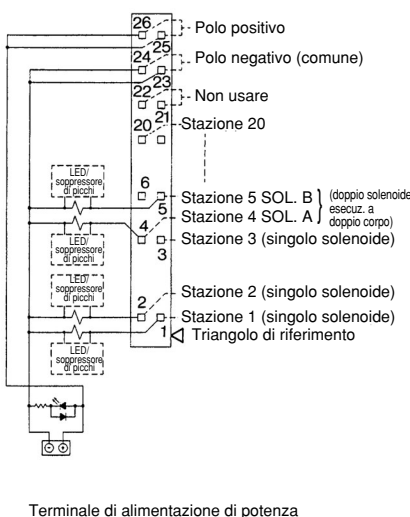 26
Polo positivo
25
24
Polo negativo (comune)
23
22
Non usare
21
20
Stazione 20
6
LED/
soppressore
di picchi
Stazione 5 SOL. B
(doppio solenoide
esecuz. a
doppio corpo)
5
Stazione 4 SOL. A
4
Stazione 3 (singolo solenoide)
3
LED/
soppressore
di picchi
LED/
soppressore
di picchi
Stazione 2 (singolo solenoide)
2
Stazione 1 (singolo solenoide)
1
Triangolo di riferimento
LED/
soppressore
di picchi
Terminale di alimentazione di potenza